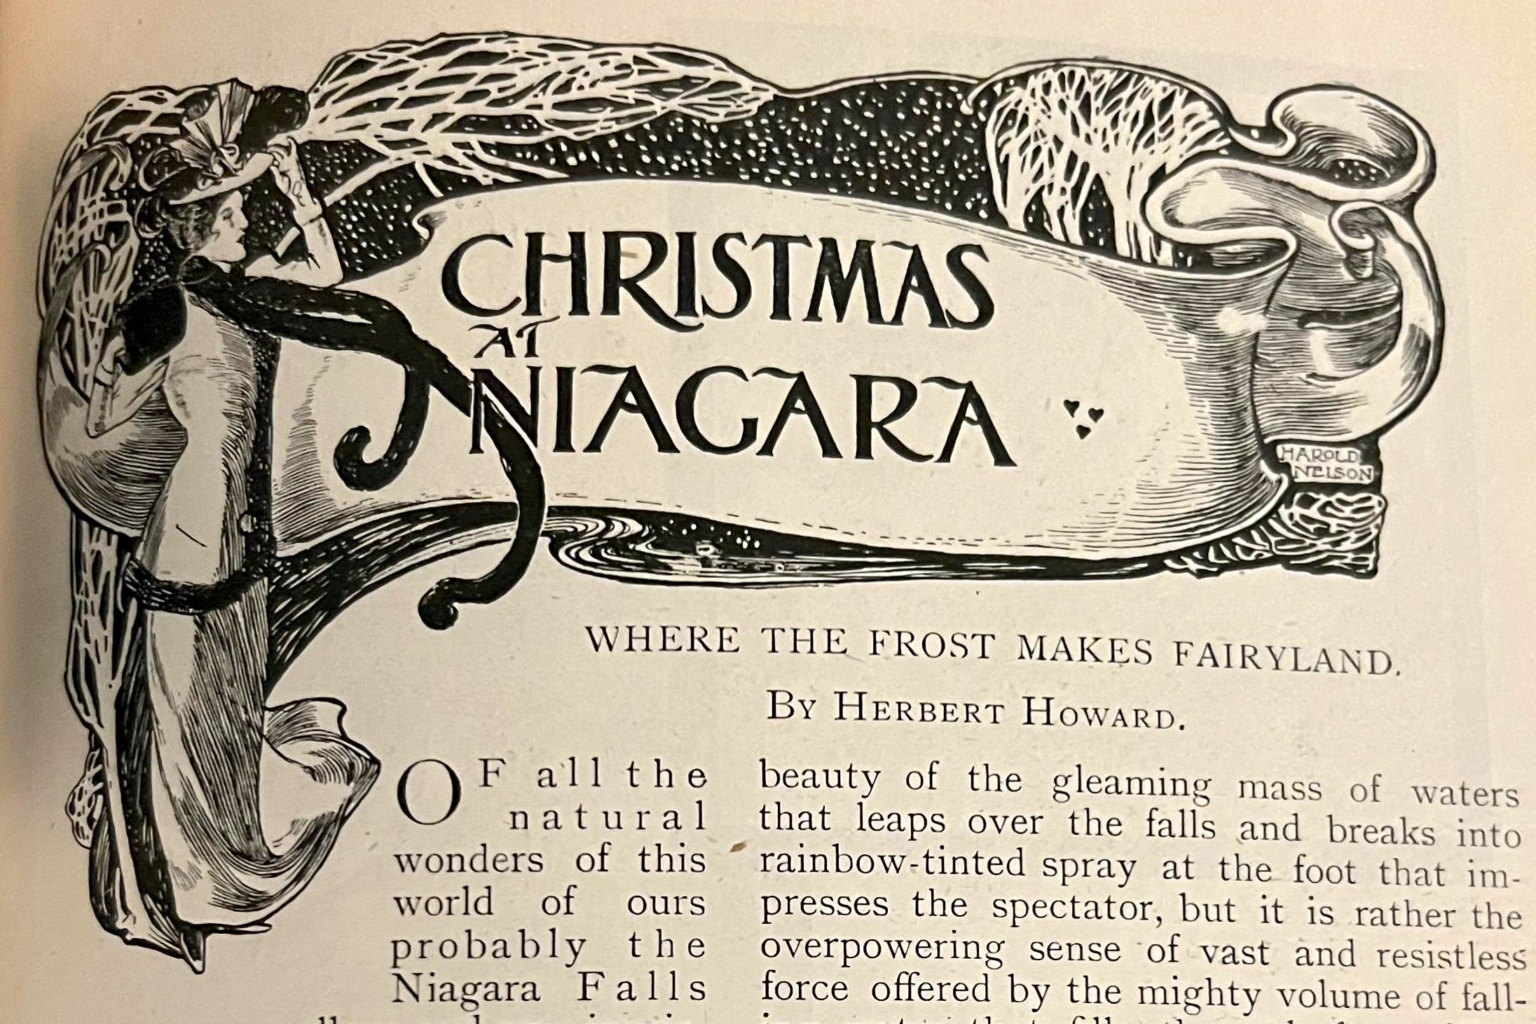 CHRISTMAS
AT
NIAGARA
HAROLD
NELSON
WHERE THE FROST MAKES FAIRYLAND.
By Herbert Howard.
OF all the
natural
wonders of this
world of ours
probably the
Niagara Falls
beauty of the gleaming mass of waters
that leaps over the falls and breaks into
rainbow-tinted spray at the foot that im-
presses the spectator, but it is rather the
overpowering sense of vast and resistless
force offered by the mighty volume of fall-